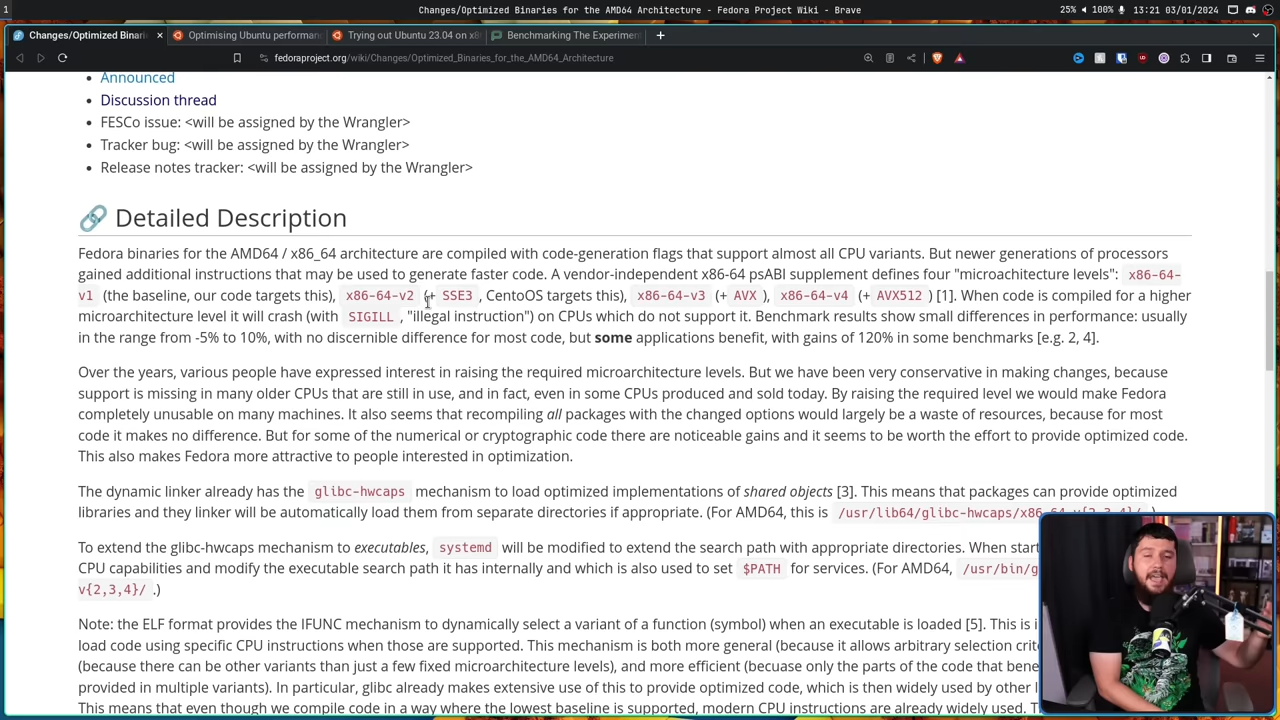 1
Changes/Optimized Binaries for the AMD64 Architecture - Fedora Project Wiki - Brave
25%
100%
13:21 03/01/2024
Changes/Optimized Binari
Optimising Ubuntu performan
Trying out Ubuntu 23.04 on x8
Benchmarking The Experimen
fedoraproject.org/wiki/Changes/Optimized_Binaries_for_the_AMD64_Architecture
Announced
Discussion thread
FESCo issue: <will be assigned by the Wrangler>
Tracker bug: <will be assigned by the Wrangler>
Release notes tracker: <will be assigned by the Wrangler>
Detailed Description
Fedora binaries for the AMD64 / x86_64 architecture are compiled with code-generation flags that support almost all CPU variants. But newer generations of processors
gained additional instructions that may be used to generate faster code. A vendor-independent x86-64 psABI supplement defines four "microachitecture levels": x86-64-
v1 (the baseline, our code targets this), x86-64-v2 (+ SSE3 , CentOS targets this), x86-64-v3 (+ AVX ), x86-64-v4 (+ AVX512 ) [1]. When code is compiled for a higher
microarchitecture level it will crash (with SIGILL , "illegal instruction") on CPUs which do not support it. Benchmark results show small differences in performance: usually
in the range from -5% to 10%, with no discernible difference for most code, but some applications benefit, with gains of 120% in some benchmarks [e.g. 2, 4].
Over the years, various people have expressed interest in raising the required microarchitecture levels. But we have been very conservative in making changes, because
support is missing in many older CPUs that are still in use, and in fact, even in some CPUs produced and sold today. By raising the required level we would make Fedora
completely unusable on many machines. It also seems that recompiling all packages with the changed options would largely be a waste of resources, because for most
code it makes no difference. But for some of the numerical or cryptographic code there are noticeable gains and it seems to be worth the effort to provide optimized code.
This also makes Fedora more attractive to people interested in optimization.
The dynamic linker already has the glibc-hwcaps mechanism to load optimized implementations of shared objects [3]. This means that packages can provide optimized
libraries and they linker will be automatically load them from separate directories if appropriate. (For AMD64, this is /usr/lib64/glibc-hwcaps/x86-64-v{2,3,4}/ .)
To extend the glibc-hwcaps mechanism to executables, systemd will be modified to extend the search path with appropriate directories. When start
CPU capabilities and modify the executable search path it has internally and which is also used to set $PATH for services. (For AMD64, /usr/bin/g
v{2,3,4}/ .)
Note: the ELF format provides the IFUNC mechanism to dynamically select a variant of a function (symbol) when an executable is loaded [5]. This is i
load code using specific CPU instructions when those are supported. This mechanism is both more general (because it allows arbitrary selection crite
(because there can be other variants than just a few fixed microarchitecture levels), and more efficient (becuase only the parts of the code that bene
provided in multiple variants). In particular, glibc already makes extensive use of this to provide optimized code, which is then widely used by other l
This means that even though we compile code in a way where the lowest baseline is supported, modern CPU instructions are already widely used. T